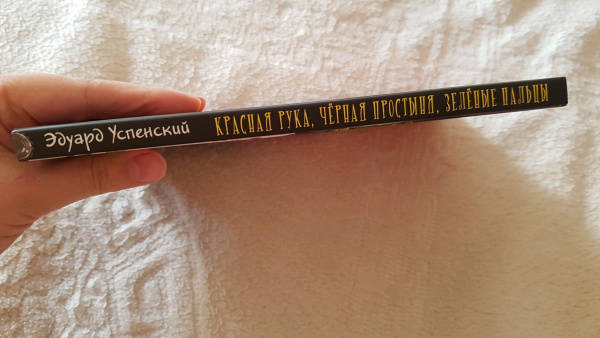 Эдуард Успенский КРАСНАЯ РУКА, ЧЁРНАЯ ПРОСТЫНЯ, ЗЕЛЁНЫЕ ПАЛЬЦЫ